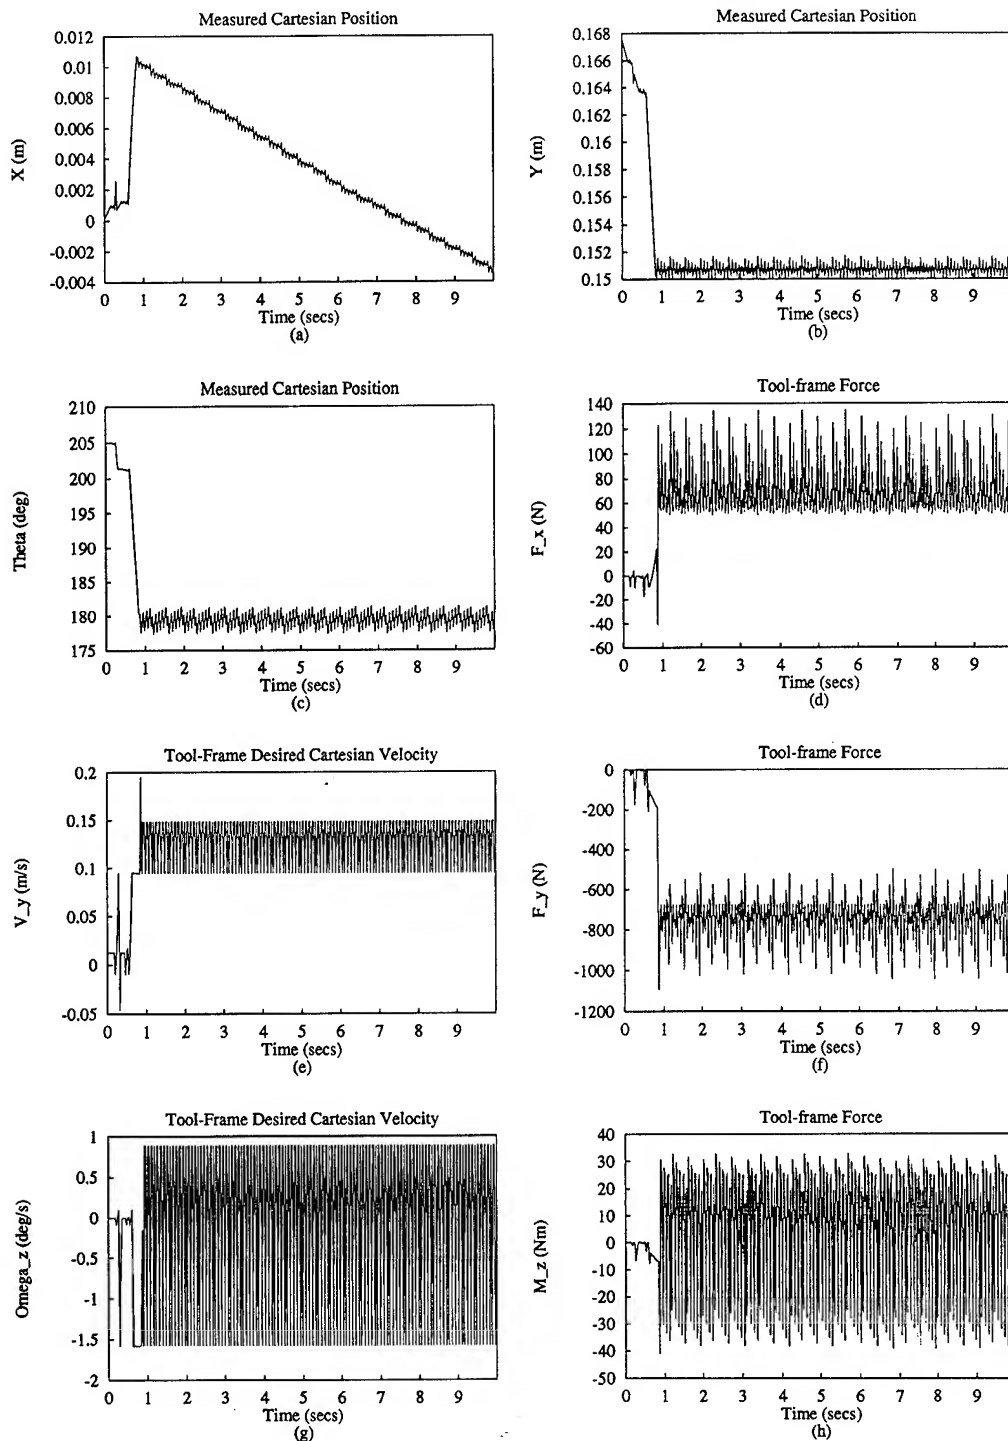 Measured Cartesian Position
0.012
0.01
0.008
0.006
0.004
0.002
0
-0.002
-0.004
X (m)
0 1 2 3 4 5 6 7 8 9
Time (secs)
(a)
Measured Cartesian Position
0.168
0.166
0.164
0.162
0.16
0.158
0.156
0.154
0.152
0.15
Y (m)
0 1 2 3 4 5 6 7 8 9
Time (secs)
(b)
Measured Cartesian Position
210
205
200
195
190
185
180
175
Theta (deg)
0 1 2 3 4 5 6 7 8 9
Time (secs)
(c)
Tool-frame Force
140
120
100
80
60
40
20
0
-20
-40
-60
F_x (N)
0 1 2 3 4 5 6 7 8 9
Time (secs)
(d)
Tool-Frame Desired Cartesian Velocity
0.2
0.15
0.1
0.05
0
-0.05
V_y (m/s)
0 1 2 3 4 5 6 7 8 9
Time (secs)
(e)
Tool-frame Force
0
-200
-400
-600
-800
-1000
-1200
F_y (N)
0 1 2 3 4 5 6 7 8 9
Time (secs)
(f)
Tool-Frame Desired Cartesian Velocity
1
0.5
0
-0.5
-1
-1.5
-2
Omega_z (deg/s)
0 1 2 3 4 5 6 7 8 9
Time (secs)
(g)
Tool-frame Force
40
30
20
10
0
-10
-20
-30
-40
-50
M_z (Nm)
0 1 2 3 4 5 6 7 8 9
Time (secs)
(h)